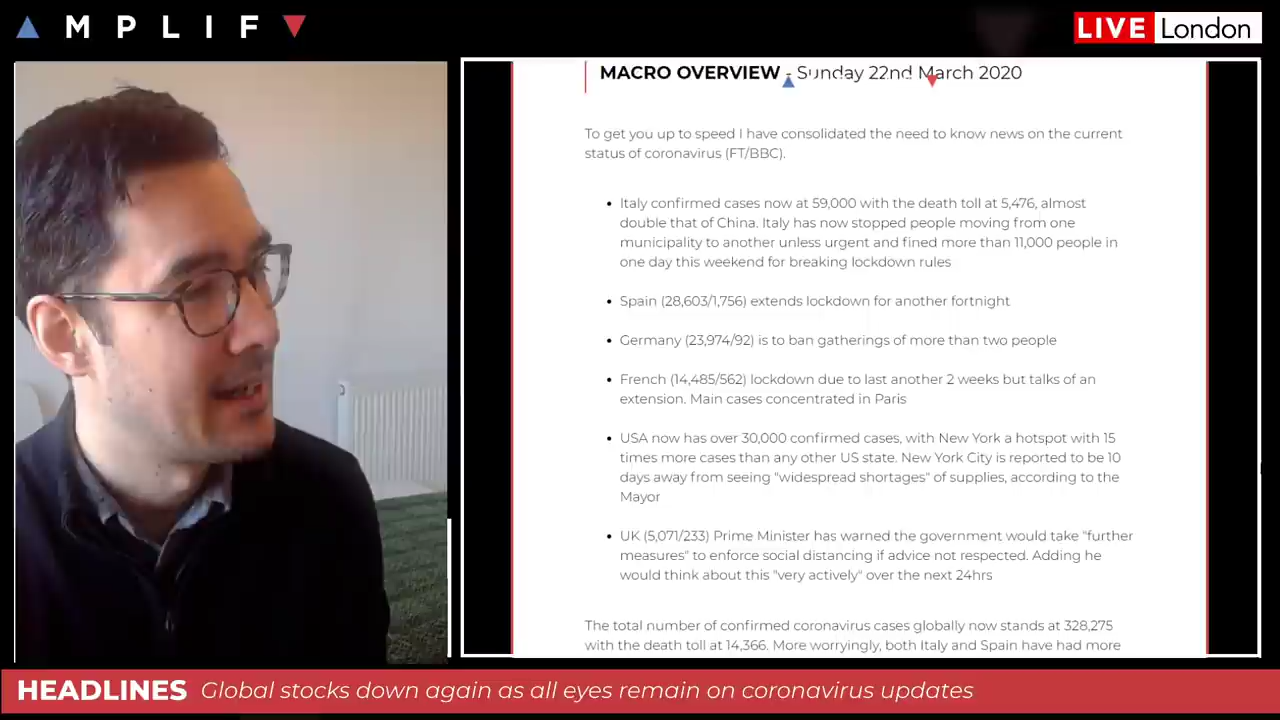 MPLIF
LIVE London
MACRO OVERVIEW - Sunday 22nd March 2020
To get you up to speed I have consolidated the need to know news on the current
status of coronavirus (FT/BBC).
• Italy confirmed cases now at 59,000 with the death toll at 5,476, almost
double that of China. Italy has now stopped people moving from one
municipality to another unless urgent and fined more than 11,000 people in
one day this weekend for breaking lockdown rules
• Spain (28,603/1,756) extends lockdown for another fortnight
• Germany (23,974/92) is to ban gatherings of more than two people
• French (14,485/562) lockdown due to last another 2 weeks but talks of an
extension. Main cases concentrated in Paris
• USA now has over 30,000 confirmed cases, with New York a hotspot with 15
times more cases than any other US state. New York City is reported to be 10
days away from seeing "widespread shortages" of supplies, according to the
Mayor
• UK (5,071/233) Prime Minister has warned the government would take "further
measures" to enforce social distancing if advice not respected. Adding he
would think about this "very actively" over the next 24hrs
The total number of confirmed coronavirus cases globally now stands at 328,275
with the death toll at 14,366. More worryingly, both Italy and Spain have had more
HEADLINES Global stocks down again as all eyes remain on coronavirus updates